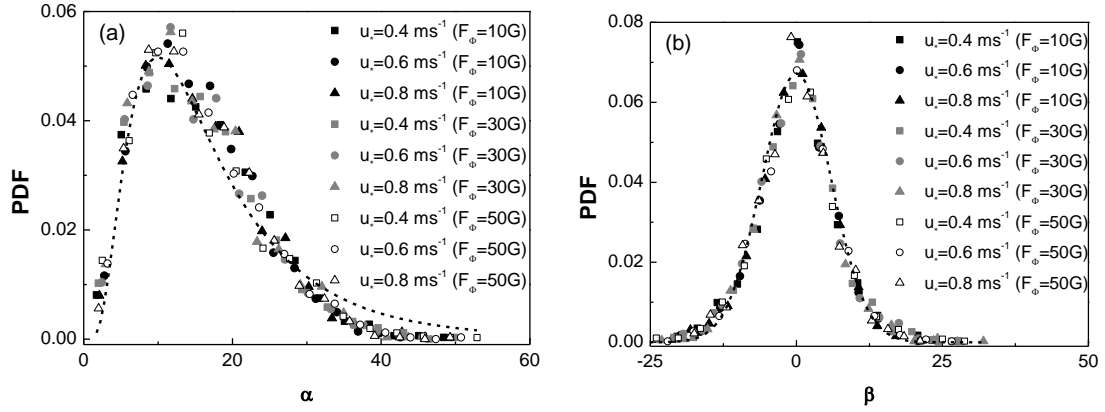 (a)
u*=0.4 ms⁻¹ (FΦ=10G)
u*=0.6 ms⁻¹ (FΦ=10G)
u*=0.8 ms⁻¹ (FΦ=10G)
u*=0.4 ms⁻¹ (FΦ=30G)
u*=0.6 ms⁻¹ (FΦ=30G)
u*=0.8 ms⁻¹ (FΦ=30G)
u*=0.4 ms⁻¹ (FΦ=50G)
u*=0.6 ms⁻¹ (FΦ=50G)
u*=0.8 ms⁻¹ (FΦ=50G)
PDF
0.06
0.04
0.02
0.00
0
20
40
60
α
(b)
u*=0.4 ms⁻¹ (FΦ=10G)
u*=0.6 ms⁻¹ (FΦ=10G)
u*=0.8 ms⁻¹ (FΦ=10G)
u*=0.4 ms⁻¹ (FΦ=30G)
u*=0.6 ms⁻¹ (FΦ=30G)
u*=0.8 ms⁻¹ (FΦ=30G)
u*=0.4 ms⁻¹ (FΦ=50G)
u*=0.6 ms⁻¹ (FΦ=50G)
u*=0.8 ms⁻¹ (FΦ=50G)
PDF
0.08
0.06
0.04
0.02
0.00
-25
0
25
50
β